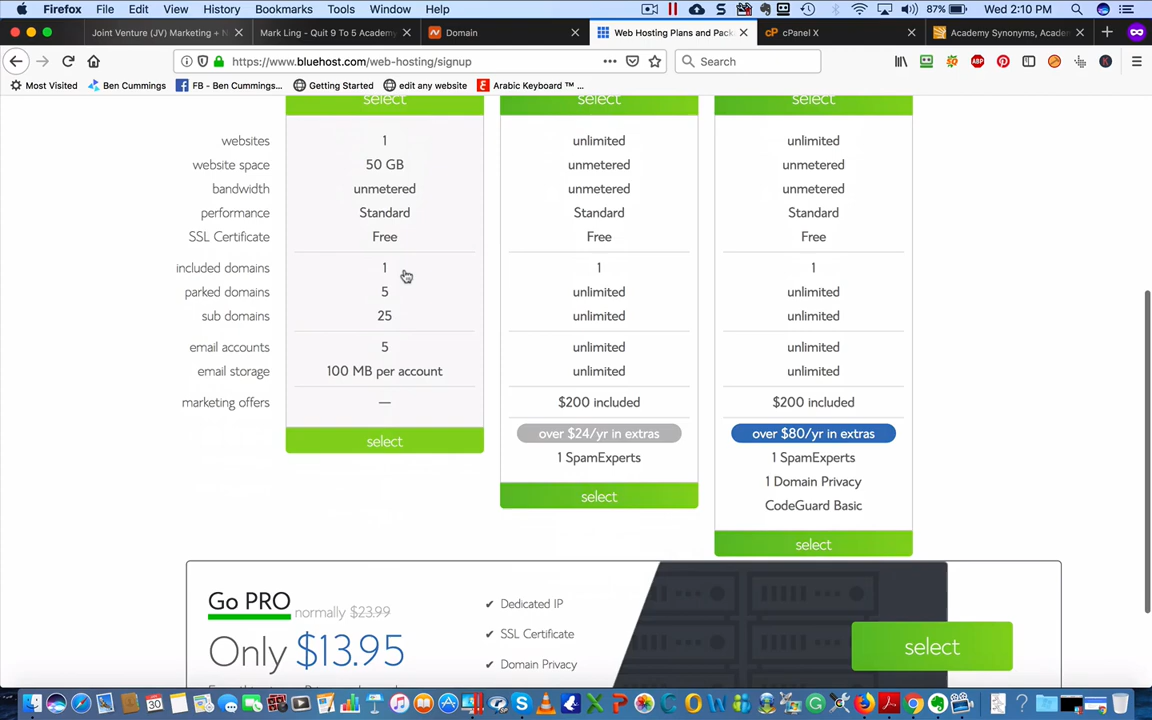 Firefox File Edit View History Bookmarks Tools Window Help 87% Wed 2:10 PM
Joint Venture (JV) Marketing + N Mark Ling - Quit 9 To 5 Academy Domain Web Hosting Plans and Pack cPanel X Academy Synonyms, Academ
https://www.bluehost.com/web-hosting/signup Search
Most Visited Ben Cummings FB - Ben Cummings... Getting Started edit any website Arabic Keyboard ™ ...
select select select
websites 1 unlimited unlimited
website space 50 GB unmetered unmetered
bandwidth unmetered unmetered unmetered
performance Standard Standard Standard
SSL Certificate Free Free Free
included domains 1 1 1
parked domains 5 unlimited unlimited
sub domains 25 unlimited unlimited
email accounts 5 unlimited unlimited
email storage 100 MB per account unlimited unlimited
marketing offers — $200 included $200 included
over $24/yr in extras over $80/yr in extras
select
1 SpamExperts 1 SpamExperts
1 Domain Privacy
select
CodeGuard Basic
select
Go PRO normally $23.99
Only $13.95
✔ Dedicated IP
✔ SSL Certificate
✔ Domain Privacy
select